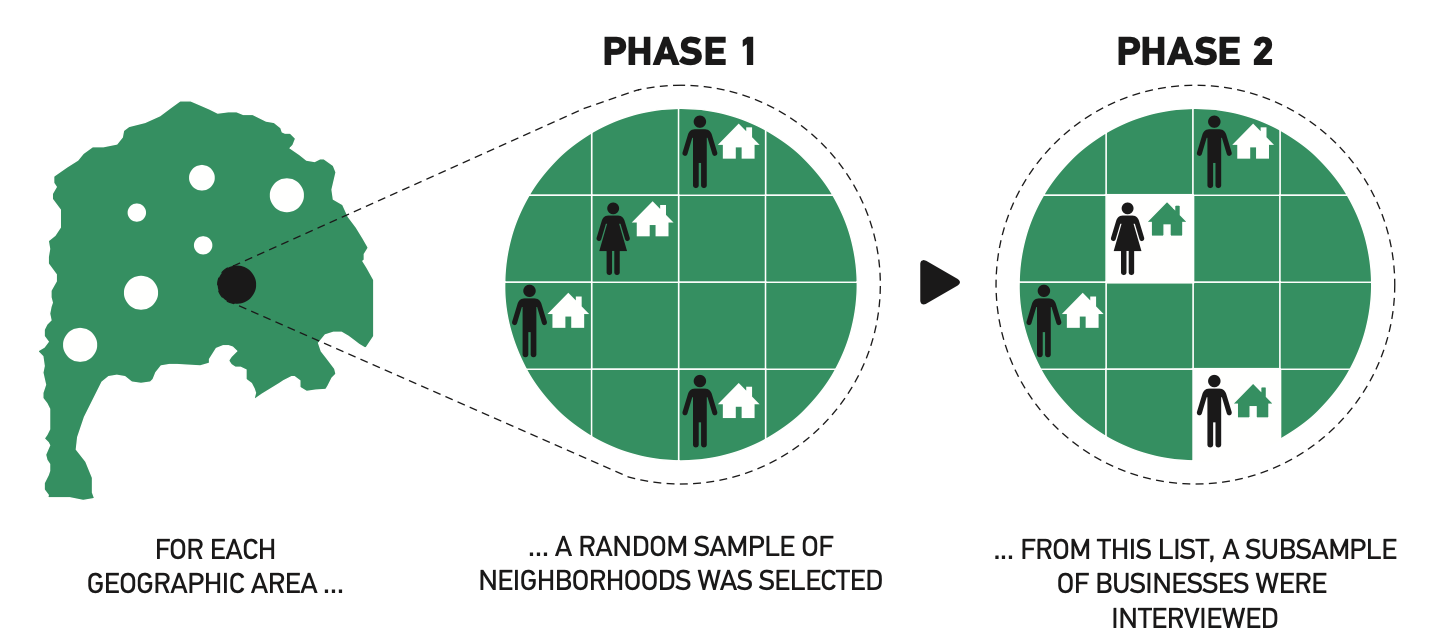 PHASE 1
PHASE 2
FOR EACH
GEOGRAPHIC AREA ...
... A RANDOM SAMPLE OF
NEIGHBORHOODS WAS SELECTED
... FROM THIS LIST, A SUBSAMPLE
OF BUSINESSES WERE
INTERVIEWED